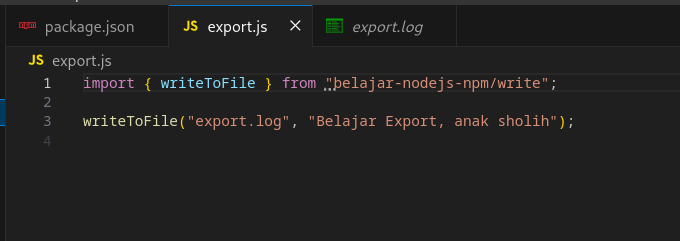 package.json
JS export.js
export.log
JS export.js
1 import { writeToFile } from "belajar-nodejs-npm/write";
2
3 writeToFile("export.log", "Belajar Export, anak sholih");
4